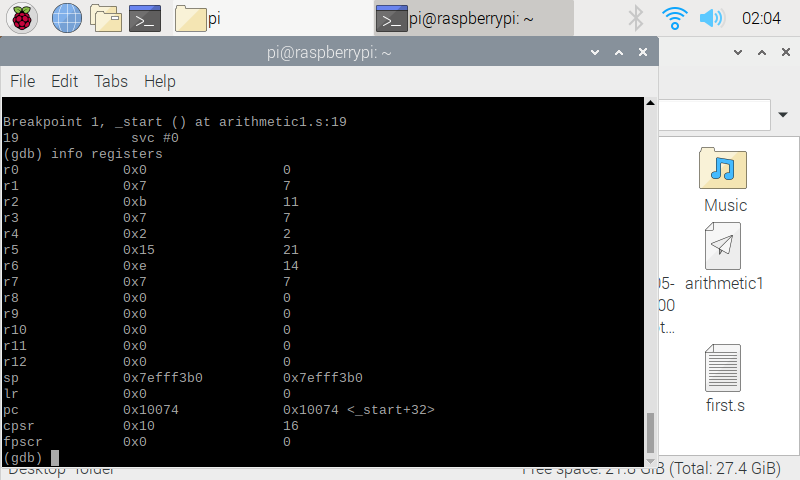 pi
pi@raspberrypi: ~
02:04
pi@raspberrypi: ~
File Edit Tabs Help
Breakpoint 1, _start () at arithmetic1.s:19
19 svc #0
(gdb) info registers
r0 0x0 0
r1 0x7 7
r2 0xb 11
r3 0x7 7
r4 0x2 2
r5 0x15 21
r6 0xe 14
r7 0x7 7
r8 0x0 0
r9 0x0 0
r10 0x0 0
r11 0x0 0
r12 0x0 0
sp 0x7efff3b0 0x7efff3b0
lr 0x0 0
pc 0x10074 0x10074 <_start+32>
cpsr 0x10 16
fpscr 0x0 0
(gdb)
Music
05-
00
t...
arithmetic1
first.s
"Desktop" folder
Free space: 21.8 GiB (Total: 27.4 GiB)